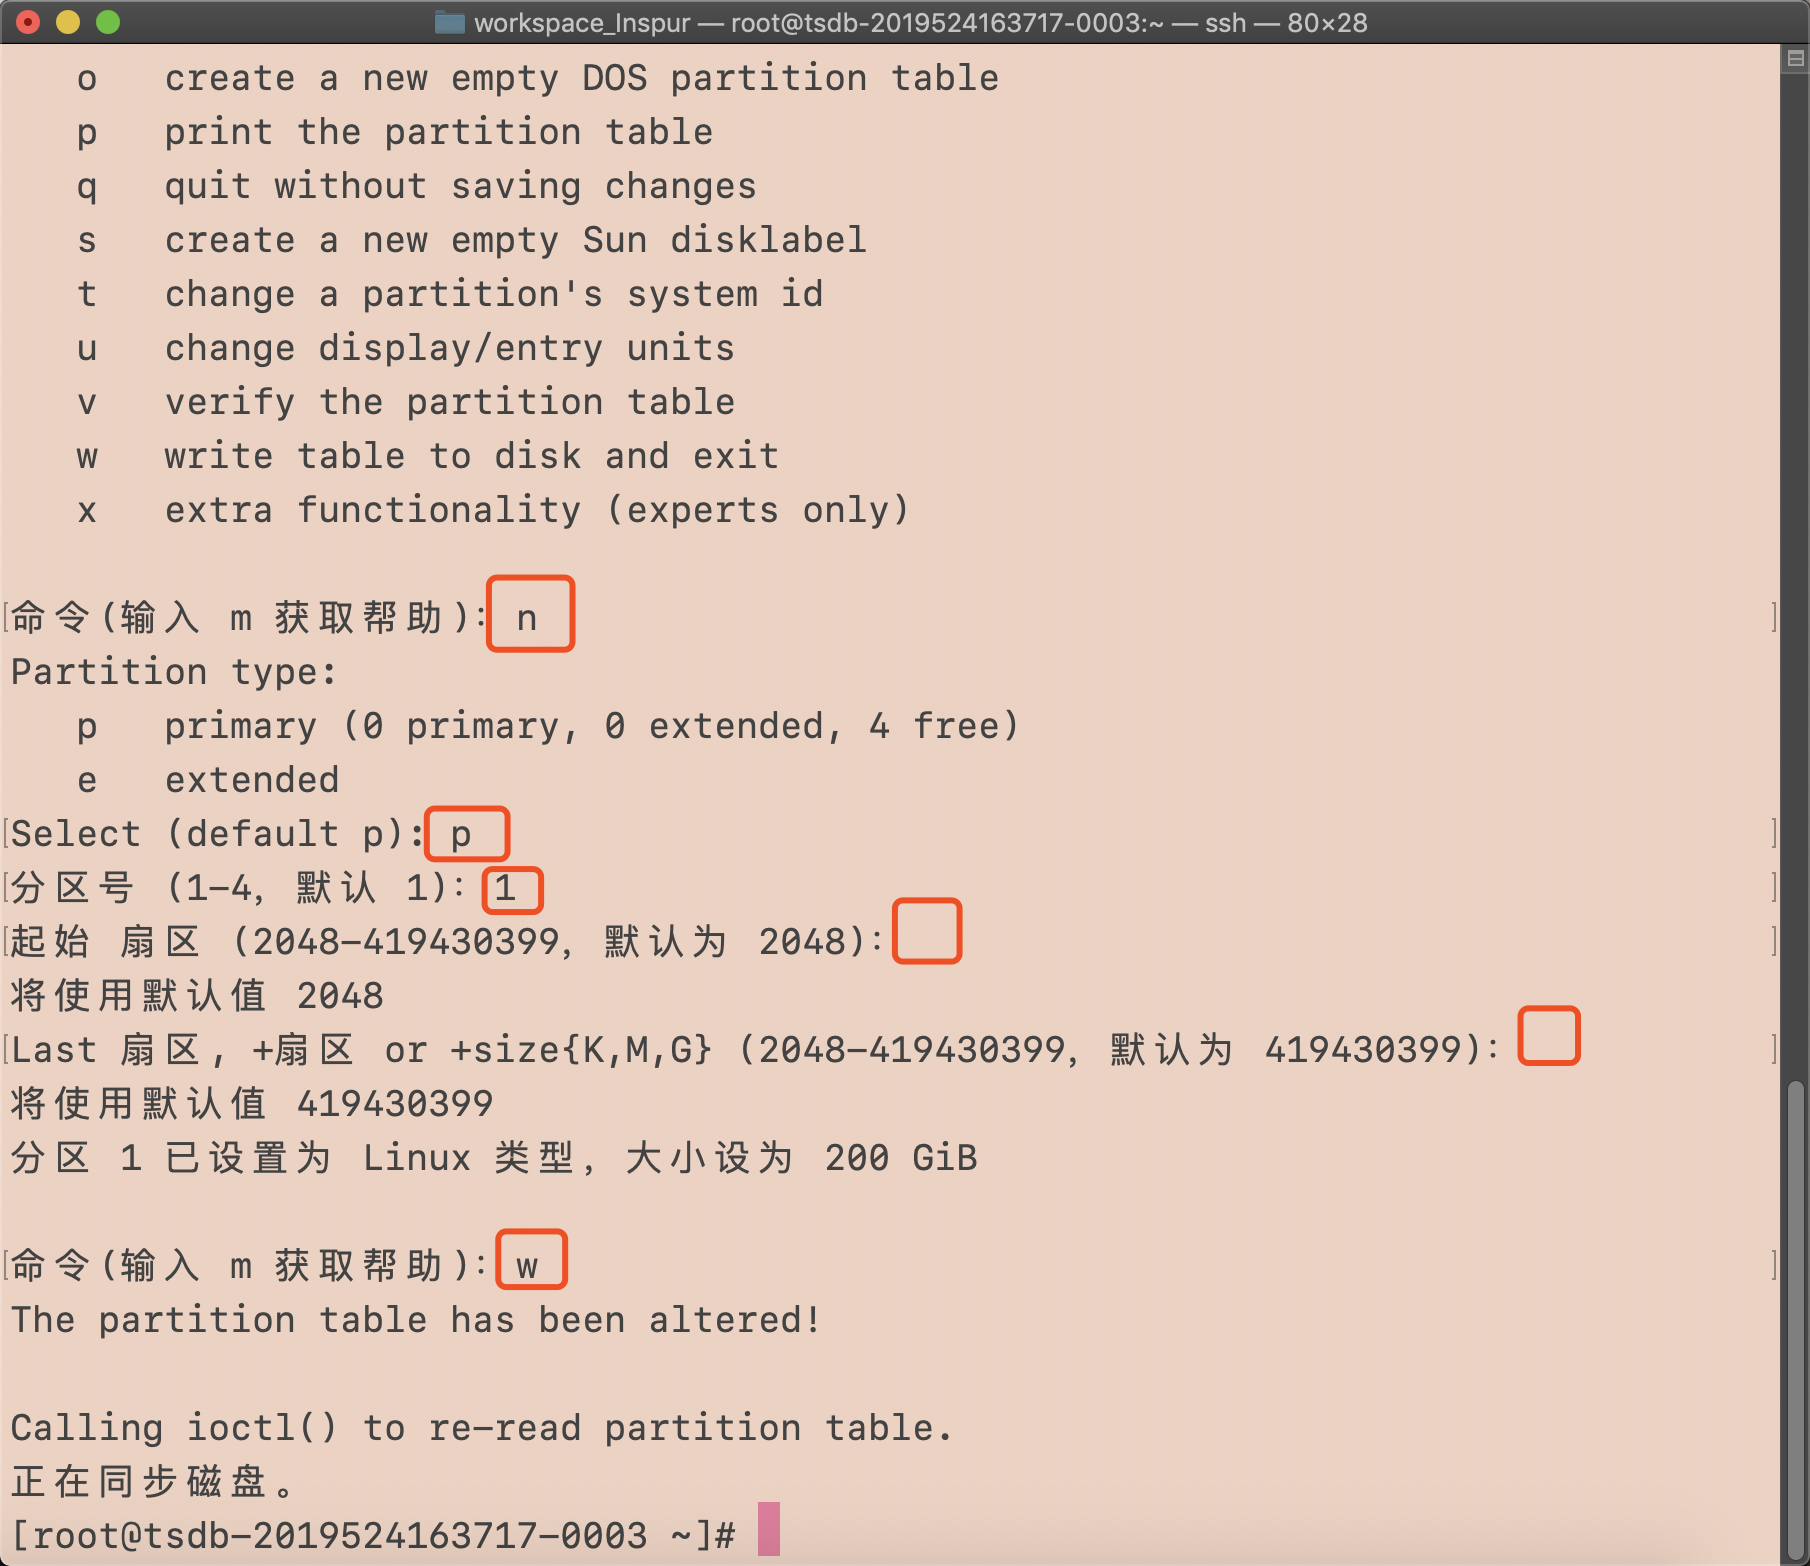 workspace_Inspur — root@tsdb-2019524163717-0003:~ — ssh — 80×28
o   create a new empty DOS partition table
p   print the partition table
q   quit without saving changes
s   create a new empty Sun disklabel
t   change a partition's system id
u   change display/entry units
v   verify the partition table
w   write table to disk and exit
x   extra functionality (experts only)
命令(输入 m 获取帮助)：n
Partition type:
p   primary (0 primary, 0 extended, 4 free)
e   extended
Select (default p): p
分区号 (1-4，默认 1)：1
起始 扇区 (2048-419430399，默认为 2048)：
将使用默认值 2048
Last 扇区, +扇区 or +size{K,M,G} (2048-419430399，默认为 419430399)：
将使用默认值 419430399
分区 1 已设置为 Linux 类型，大小设为 200 GiB
命令(输入 m 获取帮助)：w
The partition table has been altered!
Calling ioctl() to re-read partition table.
正在同步磁盘。
[root@tsdb-2019524163717-0003 ~]#